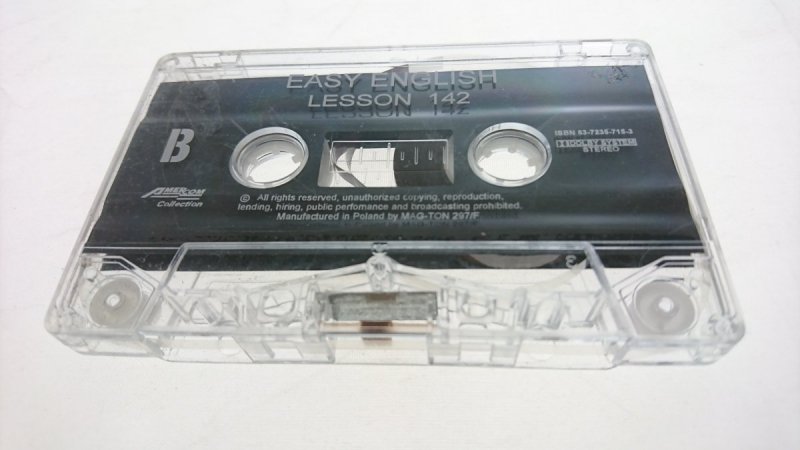 EASY ENGLISH
LESSON 142
B
ISBN 83-7235-715-3
DOLBY SYSTEM
STEREO
AMERCOM
Collection
© All rights reserved, unauthorized copying, reproduction,
lending, hiring, public perfomance and broadcasting prohibited.
Manufactured in Poland by MAG-TON 297/F